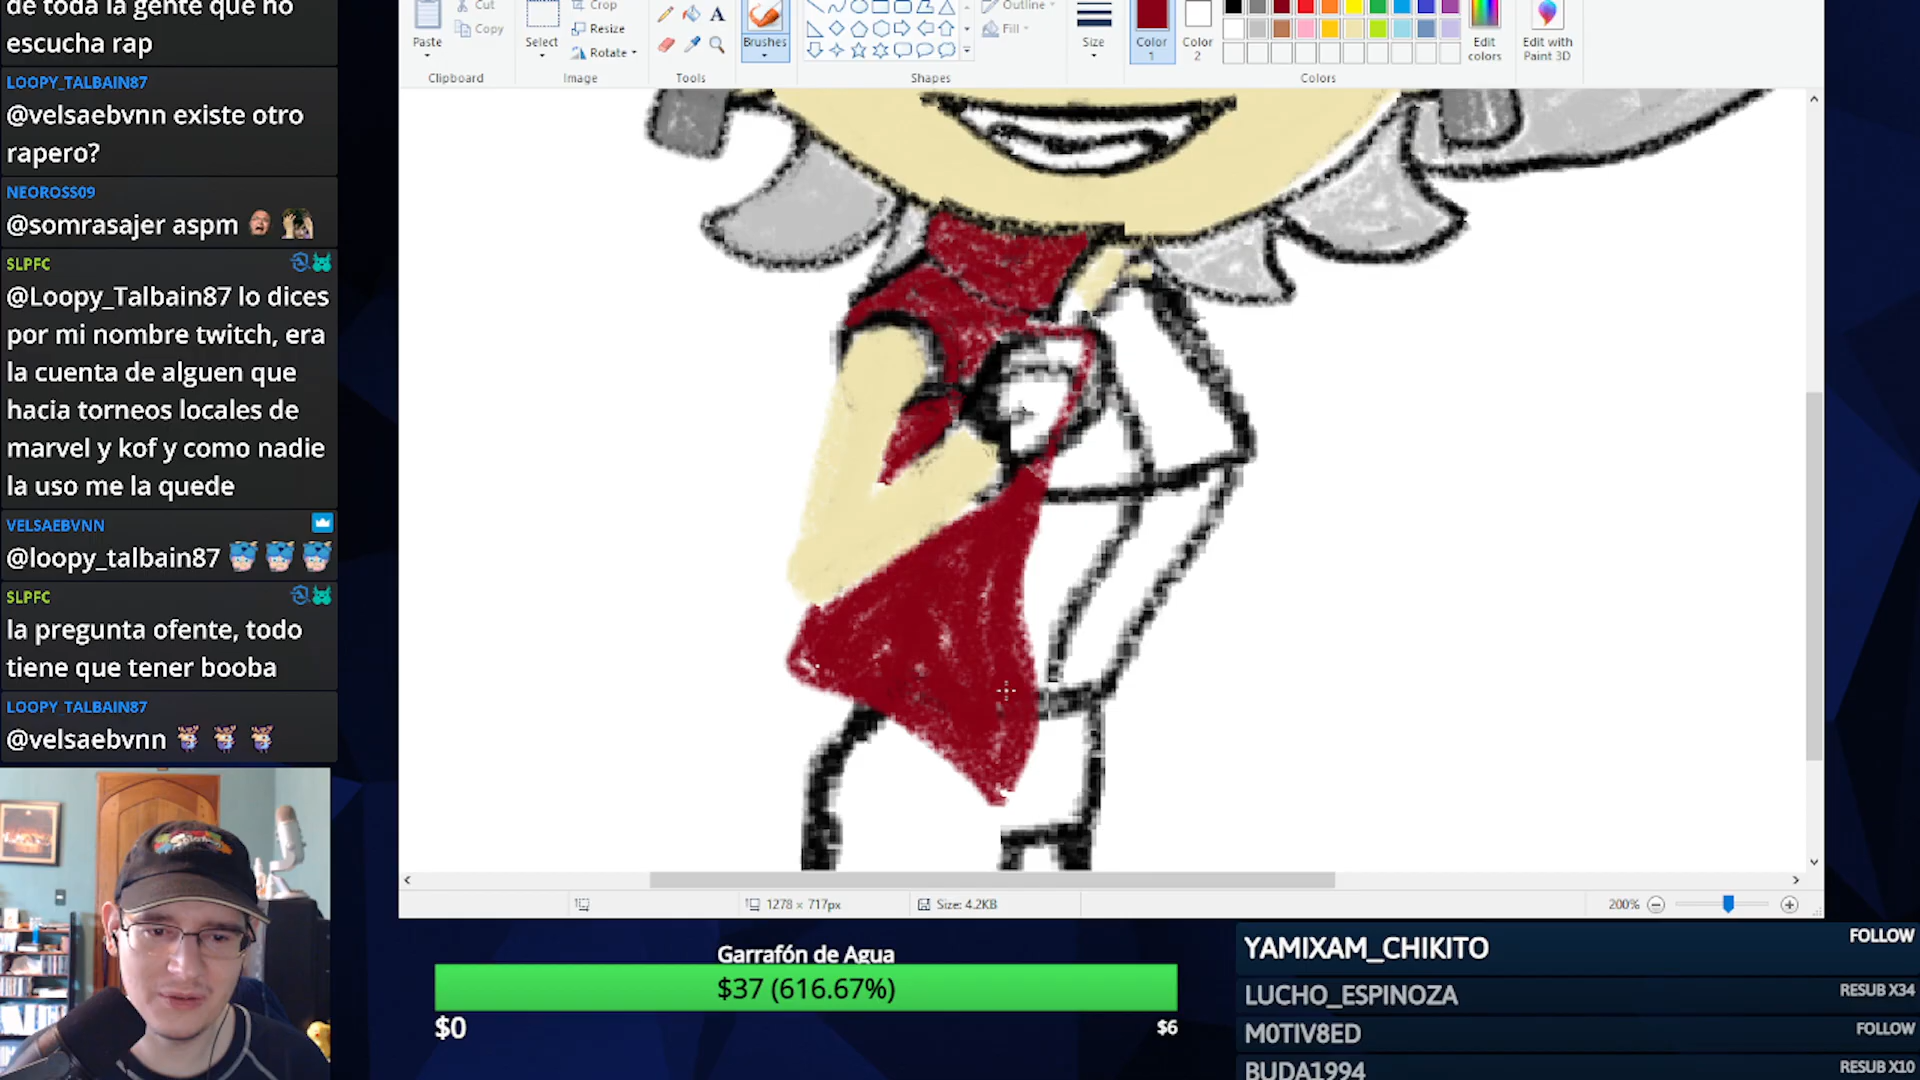 de toda la gente que no
escucha rap
LOOPY_TALBAIN87
@velsaebvnn existe otro
rapero?
NEOROSS09
@somrasajer aspm
SLPFC
@Loopy_Talbain87 lo dices
por mi nombre twitch, era
la cuenta de alguen que
hacia torneos locales de
marvel y kof y como nadie
la uso me la quede
VELSAEBVNN
@loopy_talbain87
SLPFC
la pregunta ofente, todo
tiene que tener booba
LOOPY_TALBAIN87
@velsaebvnn
Paste
Cut
Copy
Clipboard
Select
Crop
Resize
Rotate
Image
A
Tools
Brushes
Shapes
Outline
Fill
Size
Color
1
Color
2
Colors
Edit
colors
Edit with
Paint 3D
1278 × 717px
Size: 4.2KB
200%
Garrafón de Agua
$37 (616.67%)
$0
$6
YAMIXAM_CHIKITO FOLLOW
LUCHO_ESPINOZA RESUB X34
M0TIV8ED FOLLOW
BUDA1994 RESUB X10